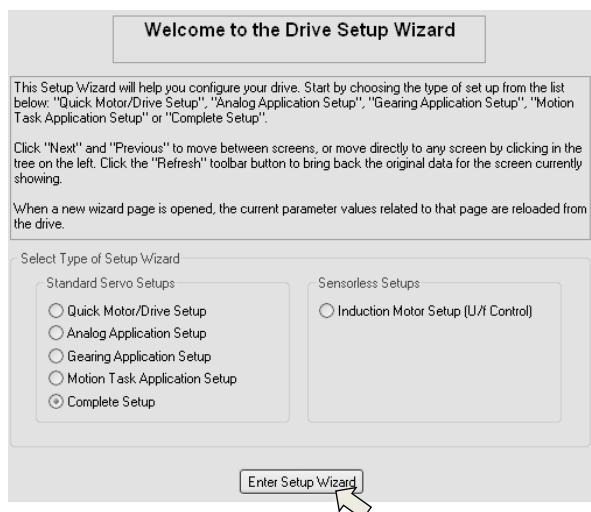 Welcome to the Drive Setup Wizard
This Setup Wizard will help you configure your drive. Start by choosing the type of set up from the list
below: "Quick Motor/Drive Setup", "Analog Application Setup", "Gearing Application Setup", "Motion
Task Application Setup" or "Complete Setup".
Click "Next" and "Previous" to move between screens, or move directly to any screen by clicking in the
tree on the left. Click the "Refresh" toolbar button to bring back the original data for the screen currently
showing.
When a new wizard page is opened, the current parameter values related to that page are reloaded from
the drive.
Select Type of Setup Wizard
Standard Servo Setups
Quick Motor/Drive Setup
Analog Application Setup
Gearing Application Setup
Motion Task Application Setup
Complete Setup
Sensorless Setups
Induction Motor Setup (U/f Control)
Enter Setup Wizard